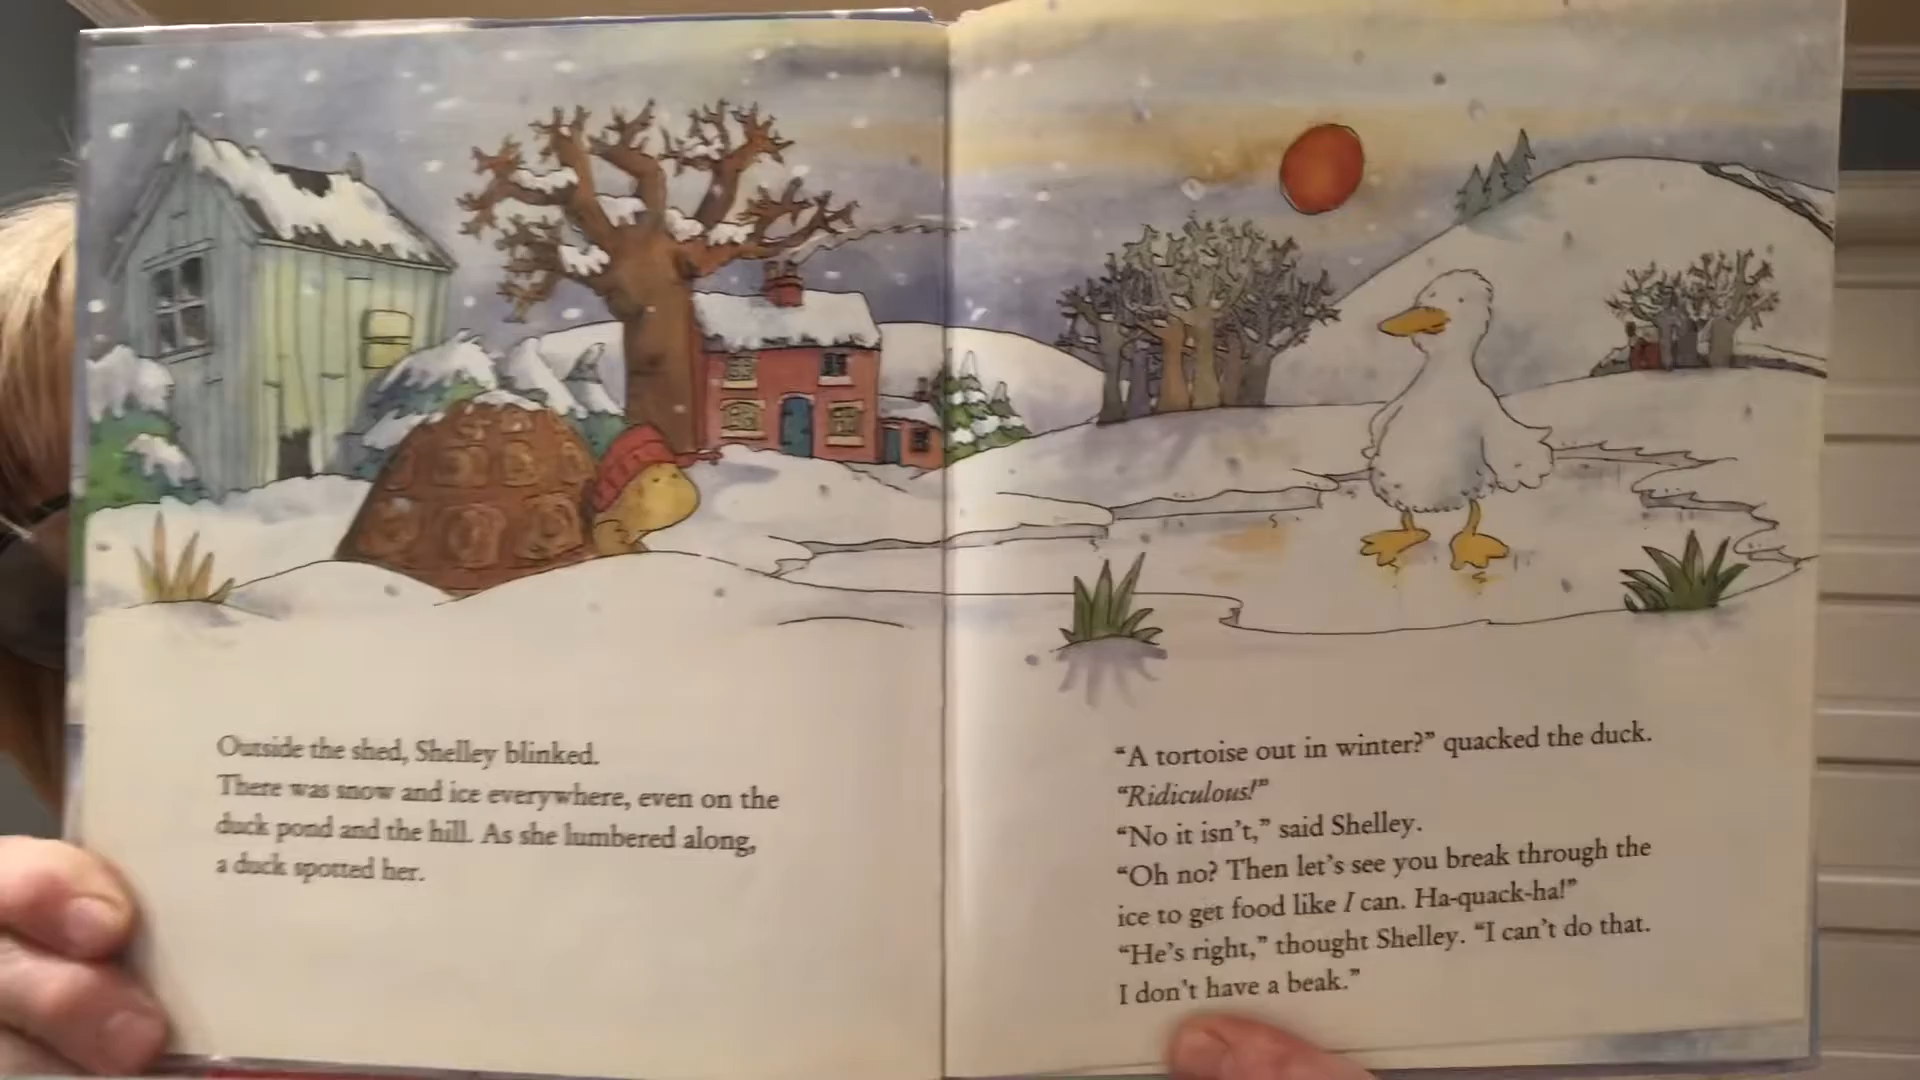 Outside the shed, Shelley blinked.
There was snow and ice everywhere, even on the
duck pond and the hill. As she lumbered along,
a duck spotted her.
“A tortoise out in winter?” quacked the duck.
“Ridiculous!”
“No it isn’t,” said Shelley.
“Oh no? Then let’s see you break through the
ice to get food like I can. Ha-quack-ha!”
“He’s right,” thought Shelley. “I can’t do that.
I don’t have a beak.”